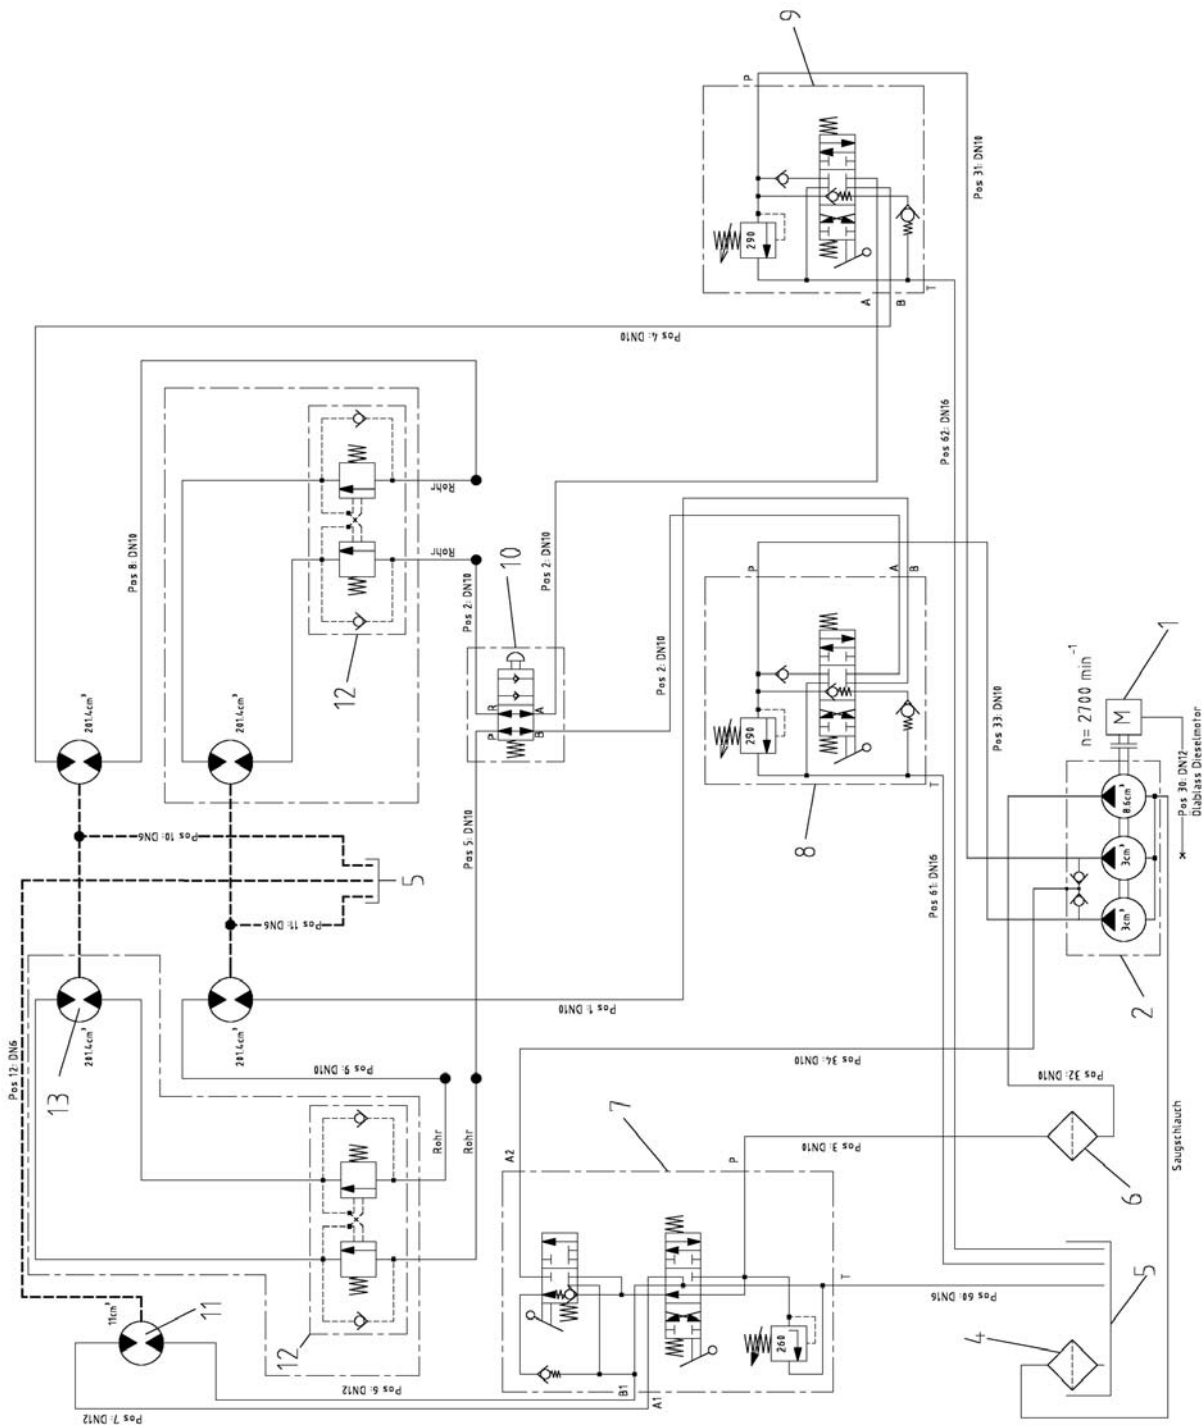 9
P
Pos 31: DN10
290
A
B
T
Pos 4: DN10
Pos 62: DN16
Pos 8: DN10
Rohr
Rohr
12
Pos 2: DN10
10
Pos 2: DN10
P
R
B
A
Pos 2: DN10
201.4cm³
201.4cm³
Pos 10: DN6
Pos 5: DN10
5
Pos 11: DN6
P
A
B
290
8
T
Pos 33: DN10
Pos 61: DN16
n= 2700 min⁻¹
1
M
8.6cm³
3cm³
3cm³
2
Pos 30: DN12
Ölablass Dieselmotor
Pos 12: DN6
201.4cm³
13
201.4cm³
Pos 1: DN10
Pos 9: DN10
Rohr
Rohr
12
11cm³
11
Pos 6: DN12
Pos 7: DN12
7
A2
P
B1
A1
260
T
Pos 34: DN10
Pos 3: DN10
Pos 32: DN10
6
Saugschlauch
Pos 60: DN16
4
5